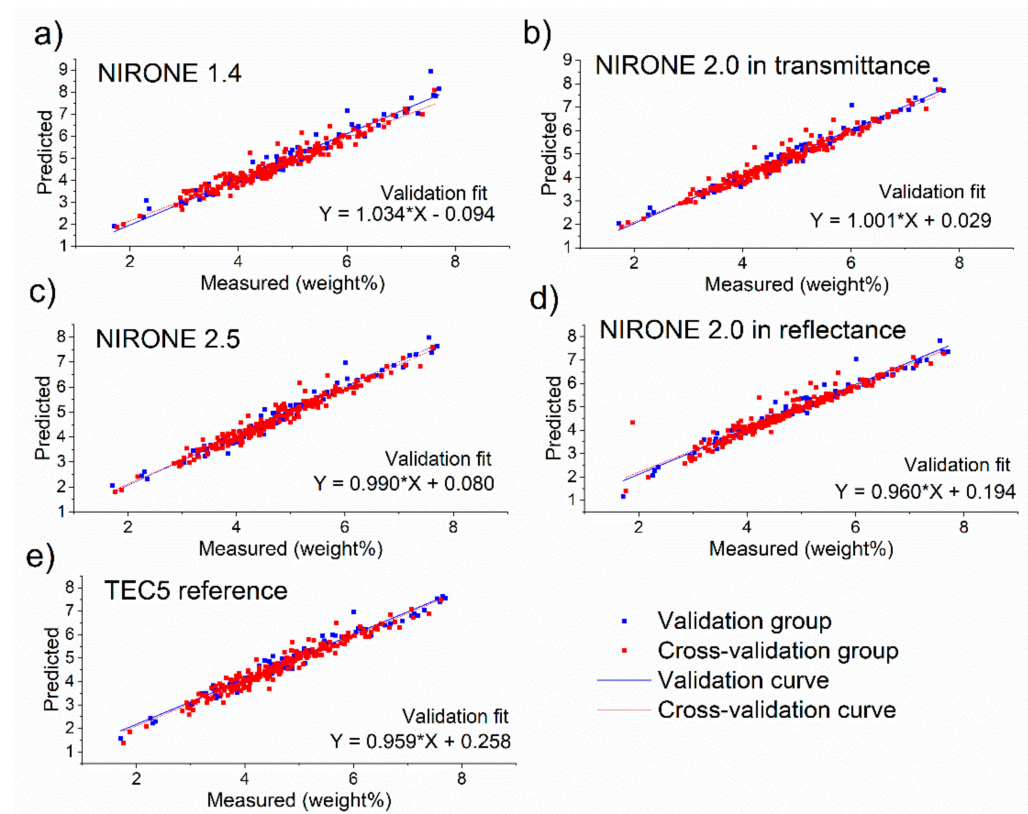 a)
NIRONE 1.4
9
8
7
6
5
4
3
2
1
Predicted
Validation fit
Y = 1.034*X - 0.094
2 4 6 8
Measured (weight%)
b)
NIRONE 2.0 in transmittance
9
8
7
6
5
4
3
2
1
Predicted
Validation fit
Y = 1.001*X + 0.029
2 4 6 8
Measured (weight%)
c)
NIRONE 2.5
8
7
6
5
4
3
2
1
Predicted
Validation fit
Y = 0.990*X + 0.080
2 4 6 8
Measured (weight%)
d)
NIRONE 2.0 in reflectance
8
7
6
5
4
3
2
1
Predicted
Validation fit
Y = 0.960*X + 0.194
2 4 6 8
Measured (weight%)
e)
TEC5 reference
8
7
6
5
4
3
2
1
Predicted
Validation fit
Y = 0.959*X + 0.258
2 4 6 8
Measured (weight%)
Validation group
Cross-validation group
Validation curve
Cross-validation curve